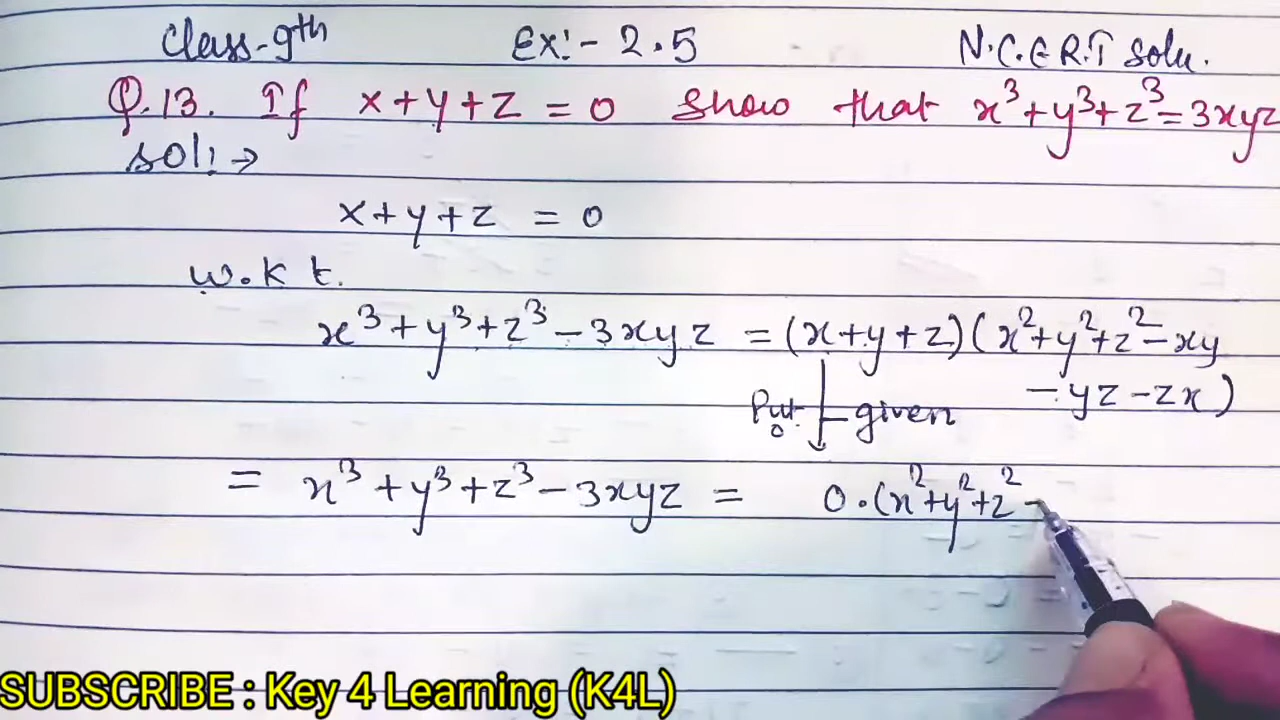 Class-9th Ex:- 2.5 N.C.E.R.T Solu.
Q.13. If x+y+z = 0 show that x³+y³+z³=3xyz
sol: →
x+y+z = 0
w.k t.
x³+y³+z³-3xyz = (x+y+z)(x²+y²+z²-xy
-yz-zx)
Put 0 given
= x³+y³+z³-3xyz = 0.(x²+y²+z²-
SUBSCRIBE : Key 4 Learning (K4L)